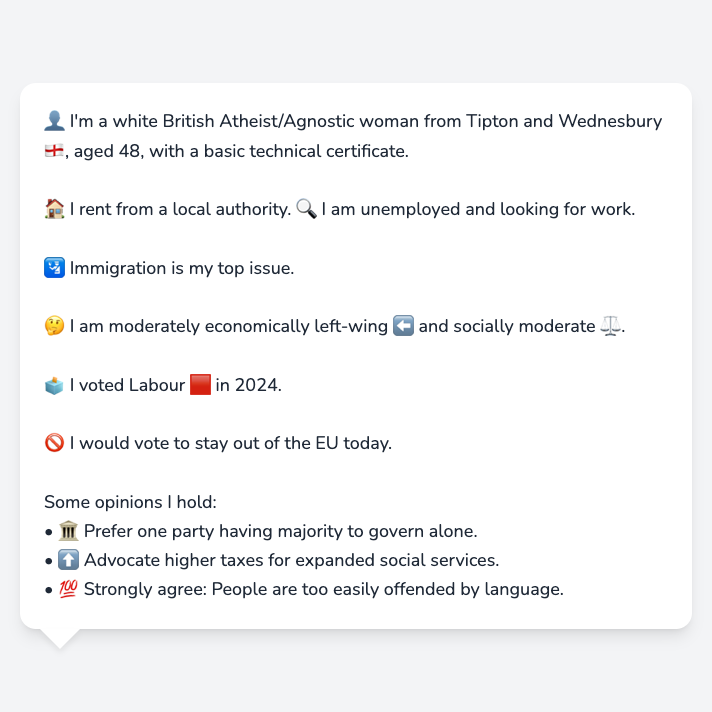 👤 I'm a white British Atheist/Agnostic woman from Tipton and Wednesbury
🏴󠁧󠁢󠁥󠁮󠁧󠁿, aged 48, with a basic technical certificate.
🏠 I rent from a local authority. 🔍 I am unemployed and looking for work.
🛂 Immigration is my top issue.
🤔 I am moderately economically left-wing ⬅️ and socially moderate ⚖️.
🗳️ I voted Labour 🟥 in 2024.
🚫 I would vote to stay out of the EU today.
Some opinions I hold:
• 🏛️ Prefer one party having majority to govern alone.
• ⬆️ Advocate higher taxes for expanded social services.
• 💯 Strongly agree: People are too easily offended by language.